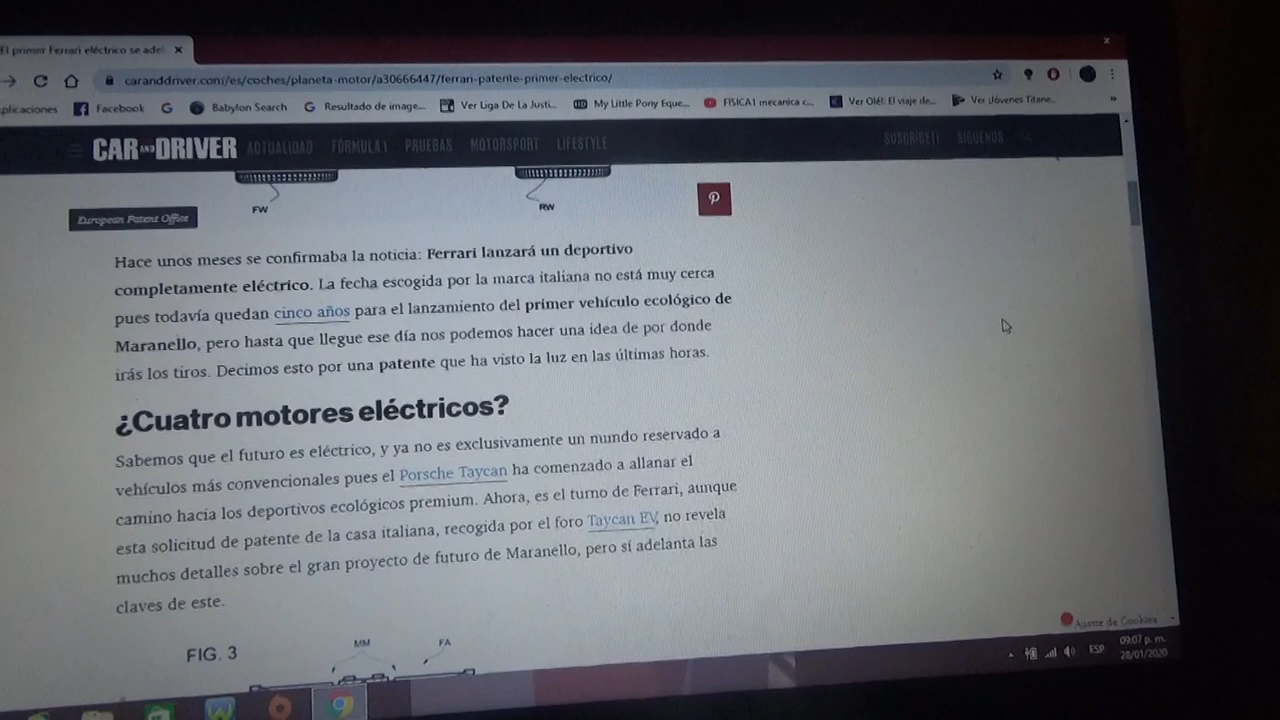 El primer Ferrari eléctrico se adel
caranddriver.com/es/coches/planeta-motor/a30666447/ferrari-patente-primer-electrico/
plicaciones Facebook Babylon Search Resultado de image... Ver Liga De La Justi... My Little Pony Eque... FÍSICA I mecanica c... Ver Olé!: El viaje de... Ver ¡Jóvenes Titane... »
CAR AND DRIVER ACTUALIDAD FÓRMULA 1 PRUEBAS MOTORSPORT LIFESTYLE SUSCRÍBETE SÍGUENOS
FW RW
European Patent Office
Hace unos meses se confirmaba la noticia: Ferrari lanzará un deportivo
completamente eléctrico. La fecha escogida por la marca italiana no está muy cerca
pues todavía quedan cinco años para el lanzamiento del primer vehículo ecológico de
Maranello, pero hasta que llegue ese día nos podemos hacer una idea de por donde
irás los tiros. Decimos esto por una patente que ha visto la luz en las últimas horas.
¿Cuatro motores eléctricos?
Sabemos que el futuro es eléctrico, y ya no es exclusivamente un mundo reservado a
vehículos más convencionales pues el Porsche Taycan ha comenzado a allanar el
camino hacia los deportivos ecológicos premium. Ahora, es el turno de Ferrari, aunque
esta solicitud de patente de la casa italiana, recogida por el foro Taycan EV, no revela
muchos detalles sobre el gran proyecto de futuro de Maranello, pero sí adelanta las
claves de este.
FIG. 3 MM FA
Ajuste de Cookies
ESP 09:07 p. m.
28/01/2020